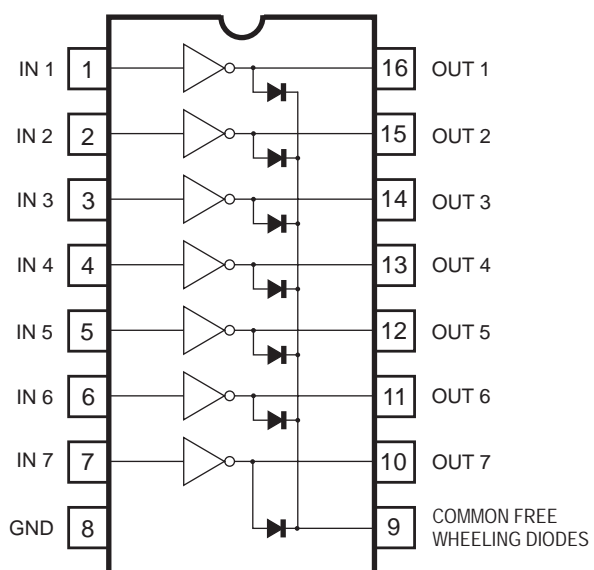 IN 1 1 16 OUT 1
IN 2 2 15 OUT 2
IN 3 3 14 OUT 3
IN 4 4 13 OUT 4
IN 5 5 12 OUT 5
IN 6 6 11 OUT 6
IN 7 7 10 OUT 7
GND 8 9 COMMON FREE
WHEELING DIODES